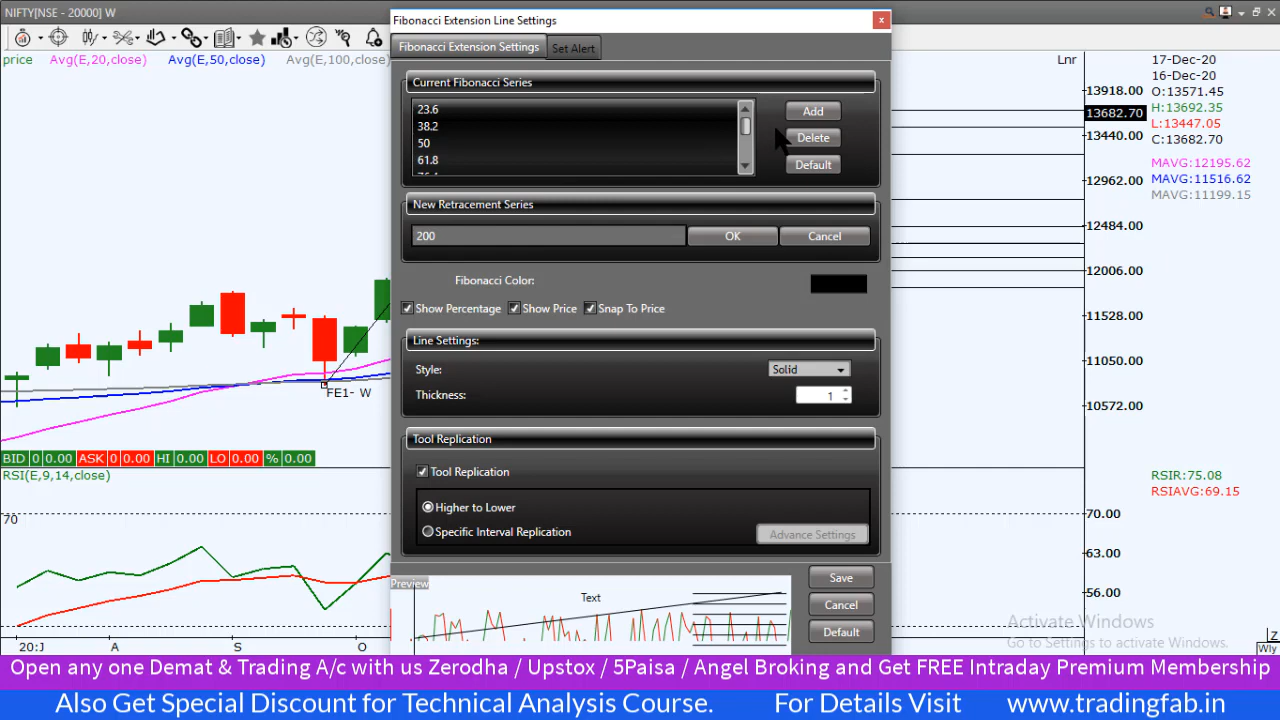 NIFTY[NSE - 20000] W
Fibonacci Extension Line Settings
x
Fibonacci Extension Settings
Set Alert
price
Avg(E,20,close)
Avg(E,50,close)
Avg(E,100,close)
Lnr
17-Dec-20
16-Dec-20
O:13571.45
H:13692.35
L:13447.05
C:13682.70
MAVG:12195.62
MAVG:11516.62
MAVG:11199.15
13918.00
13682.70
13440.00
12962.00
12484.00
12006.00
11528.00
11050.00
10572.00
Current Fibonacci Series
23.6
38.2
50
61.8
76.4
Add
Delete
Default
New Retracement Series
200
OK
Cancel
Fibonacci Color:
Show Percentage
Show Price
Snap To Price
Line Settings:
Style:
Solid
Thickness:
1
FE1- W
Tool Replication
Tool Replication
Higher to Lower
Specific Interval Replication
Advance Settings
BID 0 0.00 ASK 0 0.00 HI 0.00 LO 0.00 % 0.00
RSI(E,9,14,close)
70
RSIR:75.08
RSIAVG:69.15
70.00
63.00
56.00
Preview
Text
Save
Cancel
Default
Activate Windows
Go to Settings to activate Windows.
20:J
A
S
O
Z
Wly
Open any one Demat & Trading A/c with us Zerodha / Upstox / 5Paisa / Angel Broking and Get FREE Intraday Premium Membership
Also Get Special Discount for Technical Analysis Course. For Details Visit www.tradingfab.in